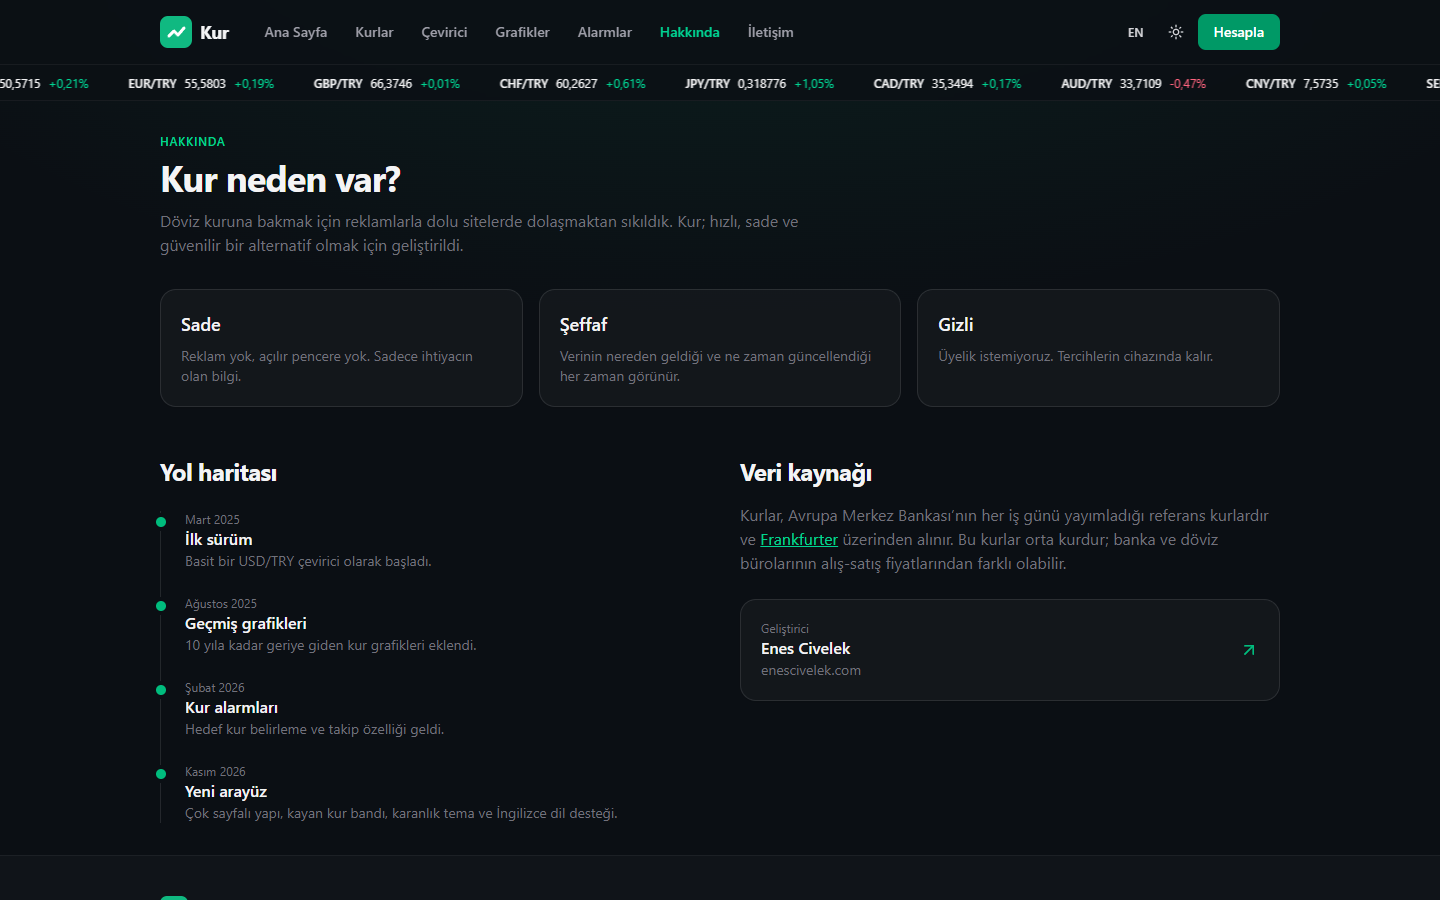 Kur
Ana Sayfa
Kurlar
Çevirici
Grafikler
Alarmlar
Hakkında
İletişim
EN
Hesapla
50,5715 +0,21% EUR/TRY 55,5803 +0,19% GBP/TRY 66,3746 +0,01% CHF/TRY 60,2627 +0,61% JPY/TRY 0,318776 +1,05% CAD/TRY 35,3494 +0,17% AUD/TRY 33,7109 -0,47% CNY/TRY 7,5735 +0,05% SE
HAKKINDA
Kur neden var?
Döviz kuruna bakmak için reklamlarla dolu sitelerde dolaşmaktan sıkıldık. Kur; hızlı, sade ve
güvenilir bir alternatif olmak için geliştirildi.
Sade
Reklam yok, açılır pencere yok. Sadece ihtiyacın
olan bilgi.
Şeffaf
Verinin nereden geldiği ve ne zaman güncellendiği
her zaman görünür.
Gizli
Üyelik istemiyoruz. Tercihlerin cihazında kalır.
Yol haritası
Mart 2025
İlk sürüm
Basit bir USD/TRY çevirici olarak başladı.
Ağustos 2025
Geçmiş grafikleri
10 yıla kadar geriye giden kur grafikleri eklendi.
Şubat 2026
Kur alarmları
Hedef kur belirleme ve takip özelliği geldi.
Kasım 2026
Yeni arayüz
Çok sayfalı yapı, kayan kur bandı, karanlık tema ve İngilizce dil desteği.
Veri kaynağı
Kurlar, Avrupa Merkez Bankası'nın her iş günü yayımladığı referans kurlardır
ve Frankfurter üzerinden alınır. Bu kurlar orta kurdur; banka ve döviz
bürolarının alış-satış fiyatlarından farklı olabilir.
Geliştirici
Enes Civelek
enescivelek.com